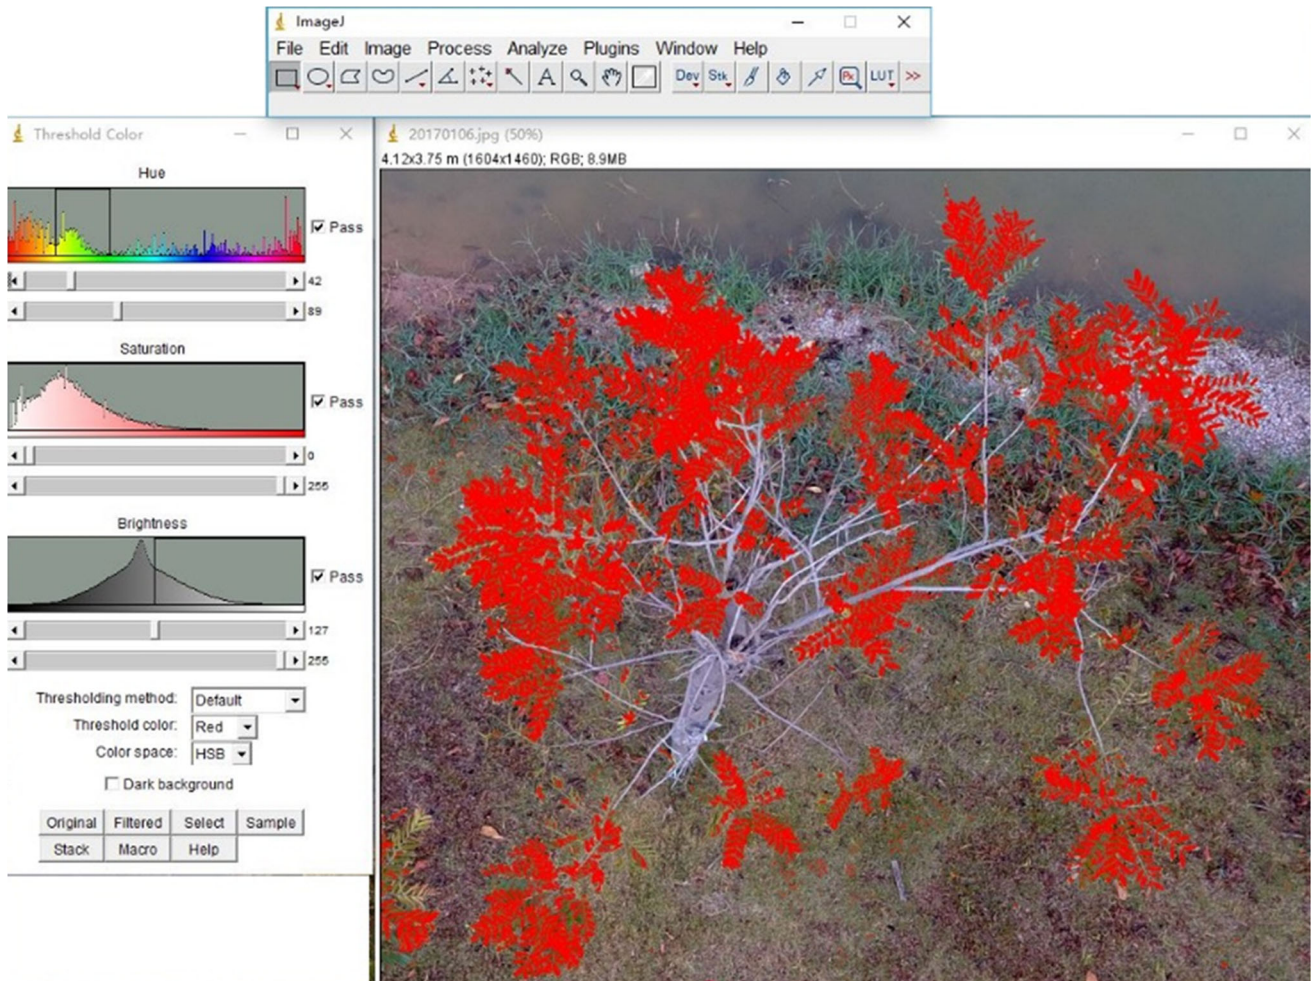 ImageJ
File Edit Image Process Analyze Plugins Window Help
A Dev Stk Px LUT >>
Threshold Color
Hue
Pass
42
89
Saturation
Pass
0
255
Brightness
Pass
127
255
Thresholding method: Default
Threshold color: Red
Color space: HSB
Dark background
Original Filtered Select Sample
Stack Macro Help
20170106.jpg (50%)
4.12x3.75 m (1604x1460); RGB; 8.9MB